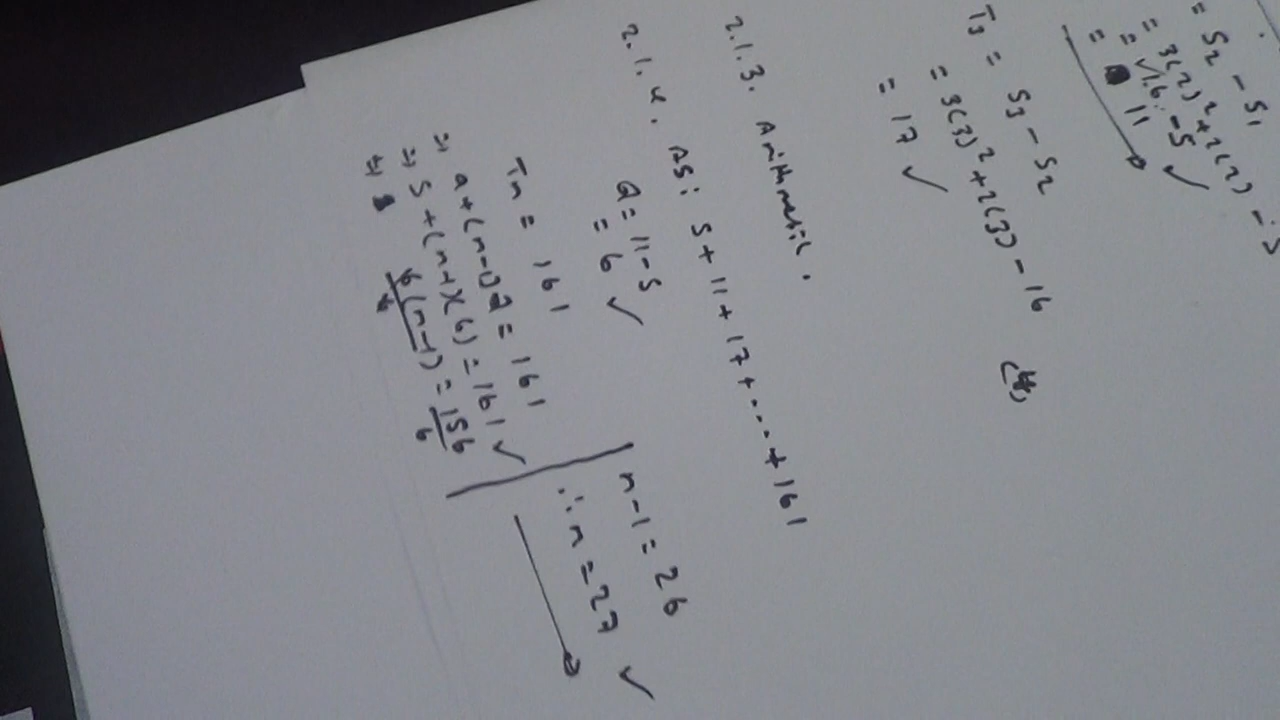 = S2 - S1
= 3(2)² + 2(2) - 5
= 16 - 5 ✓
= 11
T3 = S3 - S2
= 3(3)² + 2(3) - 16
= 17 ✓
(4)
2.1.3. Arithmetic.
2.1.4. AS: 5 + 11 + 17 + .... + 161
d = 11 - 5
= 6 ✓
Tn = 161
⇒ a + (n-1)d = 161
⇒ 5 + (n-1)(6) = 161 ✓
⇒ 6(n-1) = 156
6
n - 1 = 26
∴ n = 27 ✓